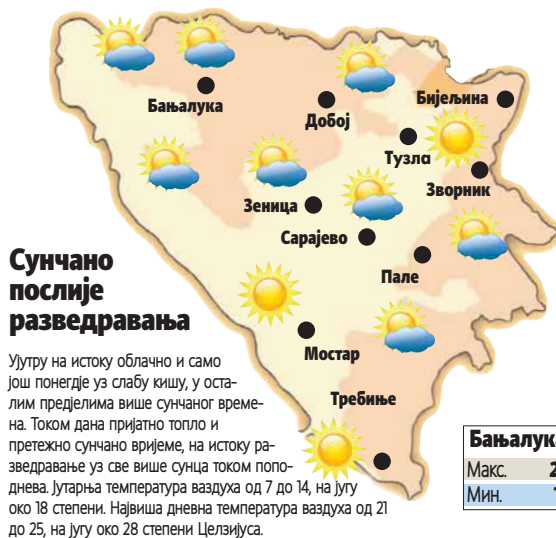 Бањалука
Добој
Бијељина
Тузла
Зворник
Зеница
Сарајево
Пале
Мостар
Требиње
Сунчано
послије
разведравања
Ујутру на истоку облачно и само
још понегдје уз слабу кишу, у оста-
лим предјелима више сунчаног време-
на. Током дана пријатно топло и
претежно сунчано вријеме, на истоку ра-
зведравање уз све више сунца током попо-
днева. Јутарња температура ваздуха од 7 до 14, на југу
око 18 степени. Највиша дневна температура ваздуха од 21
до 25, на југу око 28 степени Целзијуса.
Бањалука
Макс.
Мин.